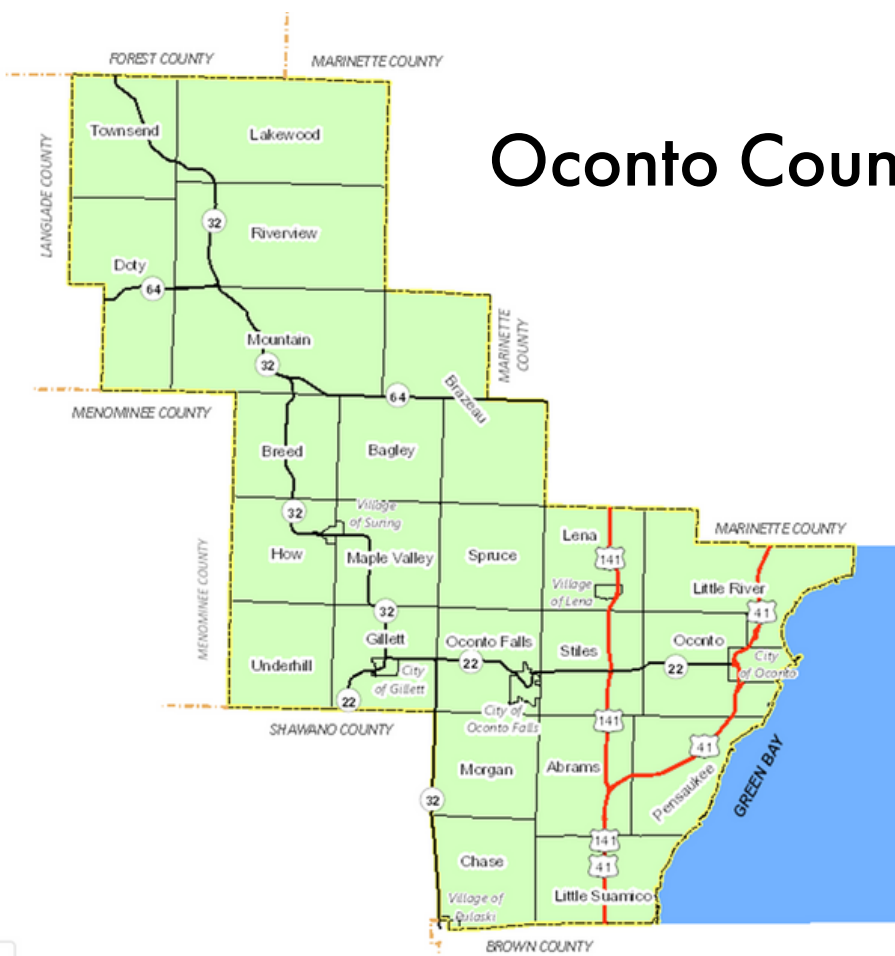 FOREST COUNTY
MARINETTE COUNTY
Oconto Coun
Townsend
Lakewood
LANGLADE COUNTY
32
Riverview
Doty
64
MARINETTE
COUNTY
Mountain
32
64
Brazeau
MENOMINEE COUNTY
Breed
Bagley
32
Village
of Suring
MARINETTE COUNTY
Lena
How
Maple Valley
Spruce
141
MENOMINEE COUNTY
Village
of Lena
Little River
32
41
Gillett
Oconto Falls
Stiles
Oconto
Underhill
22
22
City
of Oconto
City
of Gillett
22
City of
Oconto Falls
141
SHAWANO COUNTY
41
Morgan
Abrams
Pensaukee
GREEN BAY
32
141
Chase
41
Little Suamico
Village of
Pulaski
BROWN COUNTY